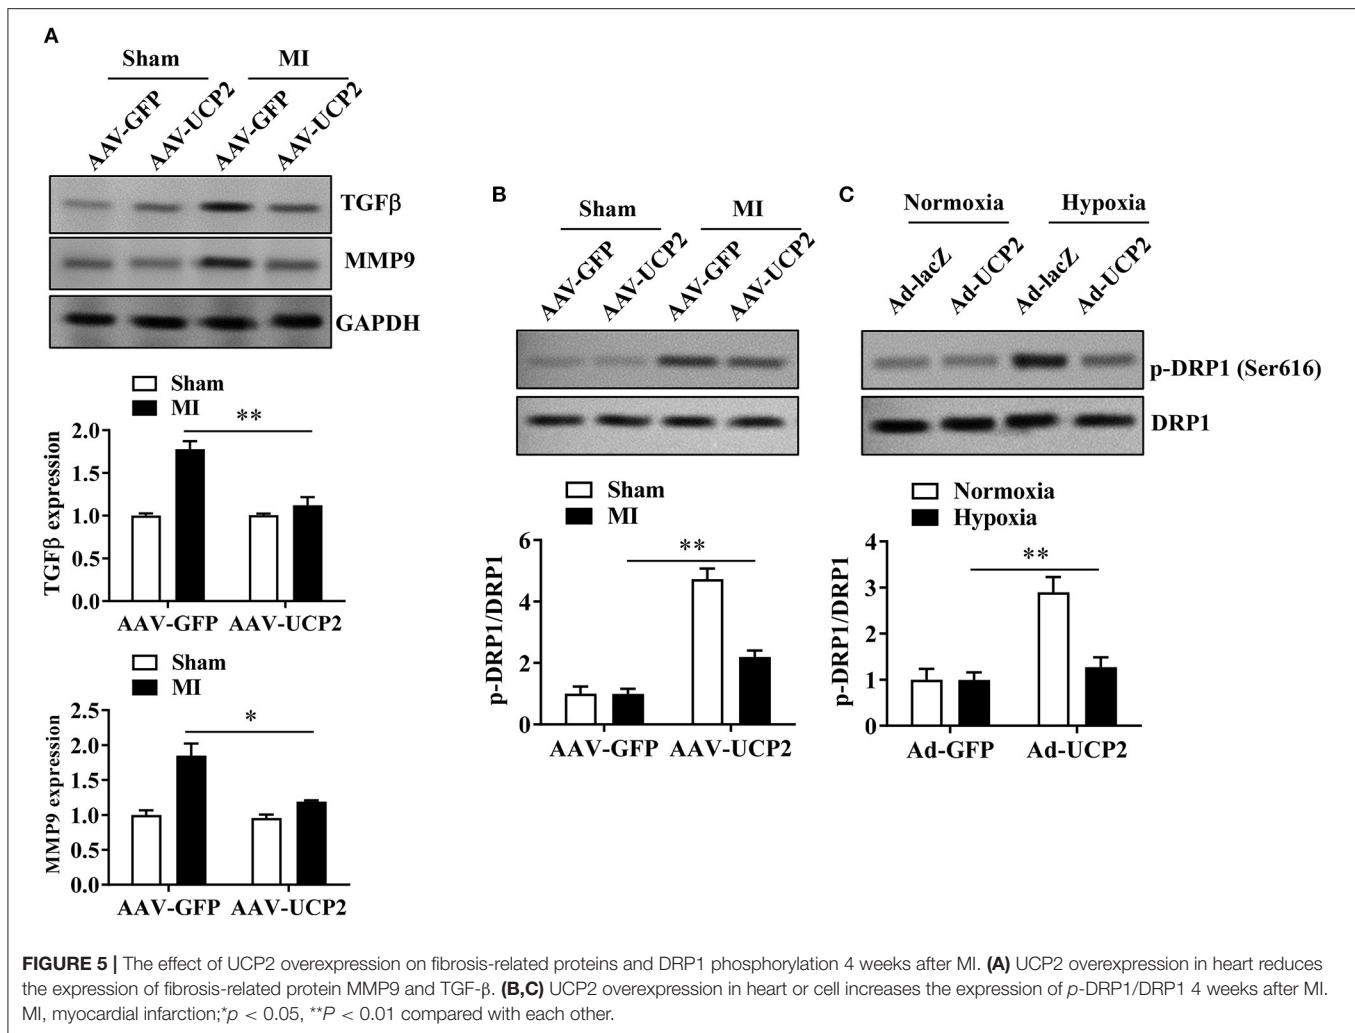 A
Sham MI
AAV-GFP AAV-UCP2 AAV-GFP AAV-UCP2
TGFβ
MMP9
GAPDH
Sham
MI
**
TGFβ expression
2.0
1.5
1.0
0.5
0.0
AAV-GFP AAV-UCP2
Sham
MI
*
MMP9 expression
2.5
2.0
1.5
1.0
0.5
0.0
AAV-GFP AAV-UCP2
B
Sham MI
AAV-GFP AAV-UCP2 AAV-GFP AAV-UCP2
Sham
MI
**
p-DRP1/DRP1
6
4
2
0
AAV-GFP AAV-UCP2
C
Normoxia Hypoxia
Ad-lacZ Ad-UCP2 Ad-lacZ Ad-UCP2
p-DRP1 (Ser616)
DRP1
Normoxia
Hypoxia
**
p-DRP1/DRP1
4
3
2
1
0
Ad-GFP Ad-UCP2
FIGURE 5 | The effect of UCP2 overexpression on fibrosis-related proteins and DRP1 phosphorylation 4 weeks after MI. (A) UCP2 overexpression in heart reduces
the expression of fibrosis-related protein MMP9 and TGF-β. (B,C) UCP2 overexpression in heart or cell increases the expression of p-DRP1/DRP1 4 weeks after MI.
MI, myocardial infarction;*p < 0.05, **P < 0.01 compared with each other.